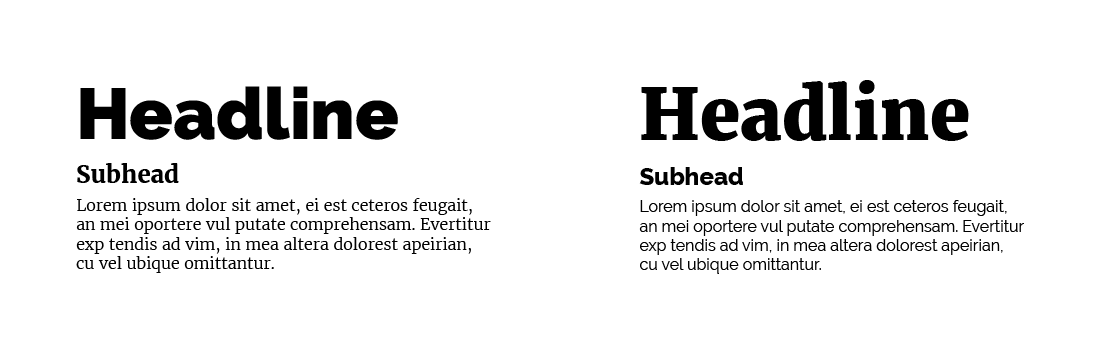 Headline
Subhead
Lorem ipsum dolor sit amet, ei est ceteros feugait,
an mei oportere vul putate comprehensam. Evertitur
exp tendis ad vim, in mea altera dolorest apeirian,
cu vel ubique omittantur.
Headline
Subhead
Lorem ipsum dolor sit amet, ei est ceteros feugait,
an mei oportere vul putate comprehensam. Evertitur
exp tendis ad vim, in mea altera dolorest apeirian,
cu vel ubique omittantur.